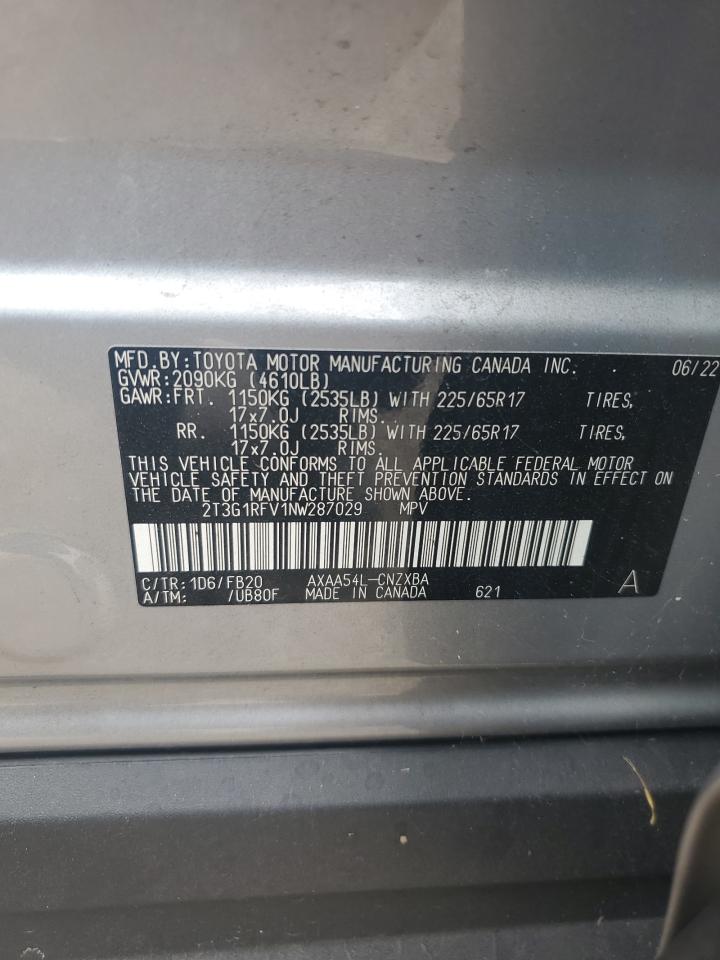 MFD.BY:TOYOTA MOTOR MANUFACTURING CANADA INC. 06/22
GVWR:2090KG (4610LB)
GAWR:FRT. 1150KG (2535LB) WITH 225/65R17 TIRES,
17x7.0J RIMS.
RR. 1150KG (2535LB) WITH 225/65R17 TIRES,
17x7.0J RIMS.
THIS VEHICLE CONFORMS TO ALL APPLICABLE FEDERAL MOTOR
VEHICLE SAFETY AND THEFT PREVENTION STANDARDS IN EFFECT ON
THE DATE OF MANUFACTURE SHOWN ABOVE.
2T3G1RFV1NW287029 MPV
C/TR:1D6/FB20 AXAA54L-CNZXBA A
A/TM: /UB80F MADE IN CANADA 621